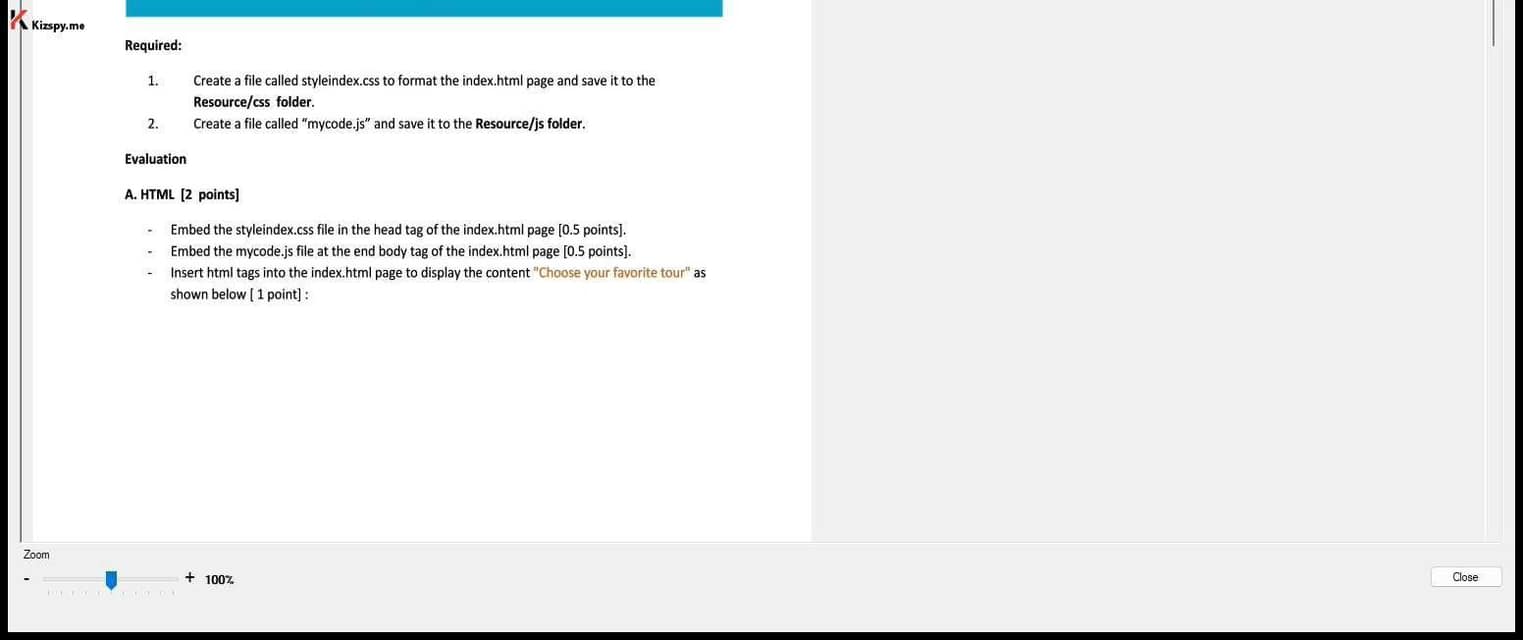 Kizspy.me
Required:
1. Create a file called styleindex.css to format the index.html page and save it to the
Resource/css folder.
2. Create a file called “mycode.js” and save it to the Resource/js folder.
Evaluation
A. HTML [2 points]
- Embed the styleindex.css file in the head tag of the index.html page [0.5 points].
- Embed the mycode.js file at the end body tag of the index.html page [0.5 points].
- Insert html tags into the index.html page to display the content "Choose your favorite tour" as
shown below [ 1 point] :
Zoom
- + 100%
Close